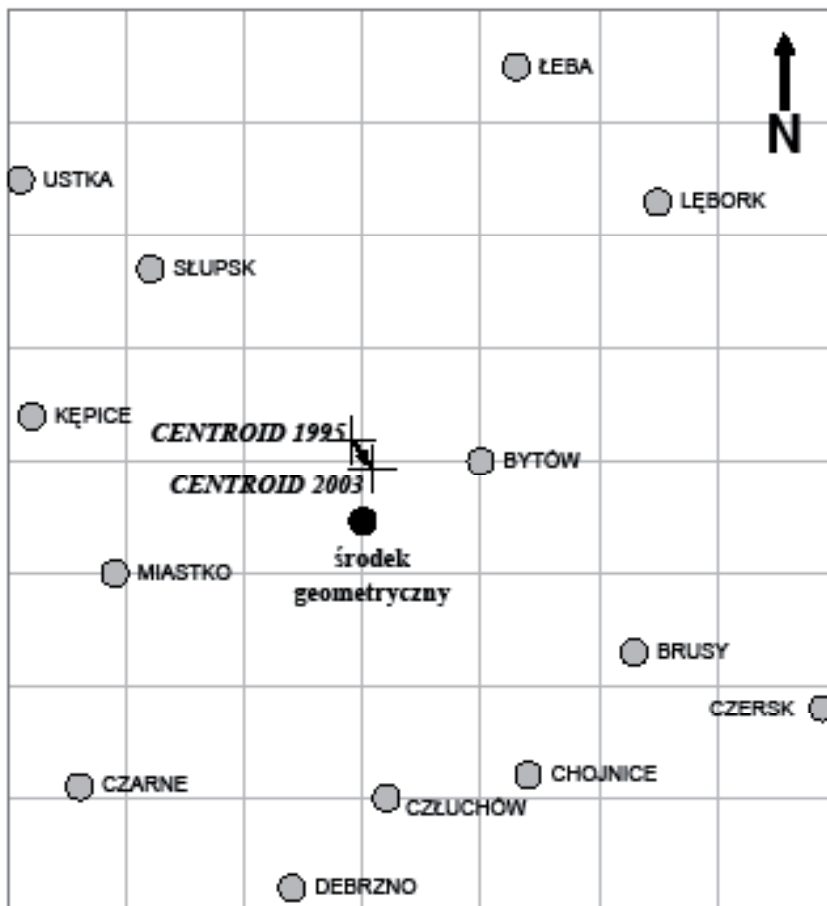 ŁEBA
N
USTKA
LĘBORK
SŁUPSK
KĘPICE
CENTROID 1995
BYTÓW
CENTROID 2003
środek
geometryczny
MIASTKO
BRUSY
CZERSK
CHOJNICE
CZARNE
CZŁUCHÓW
DEBRZNO